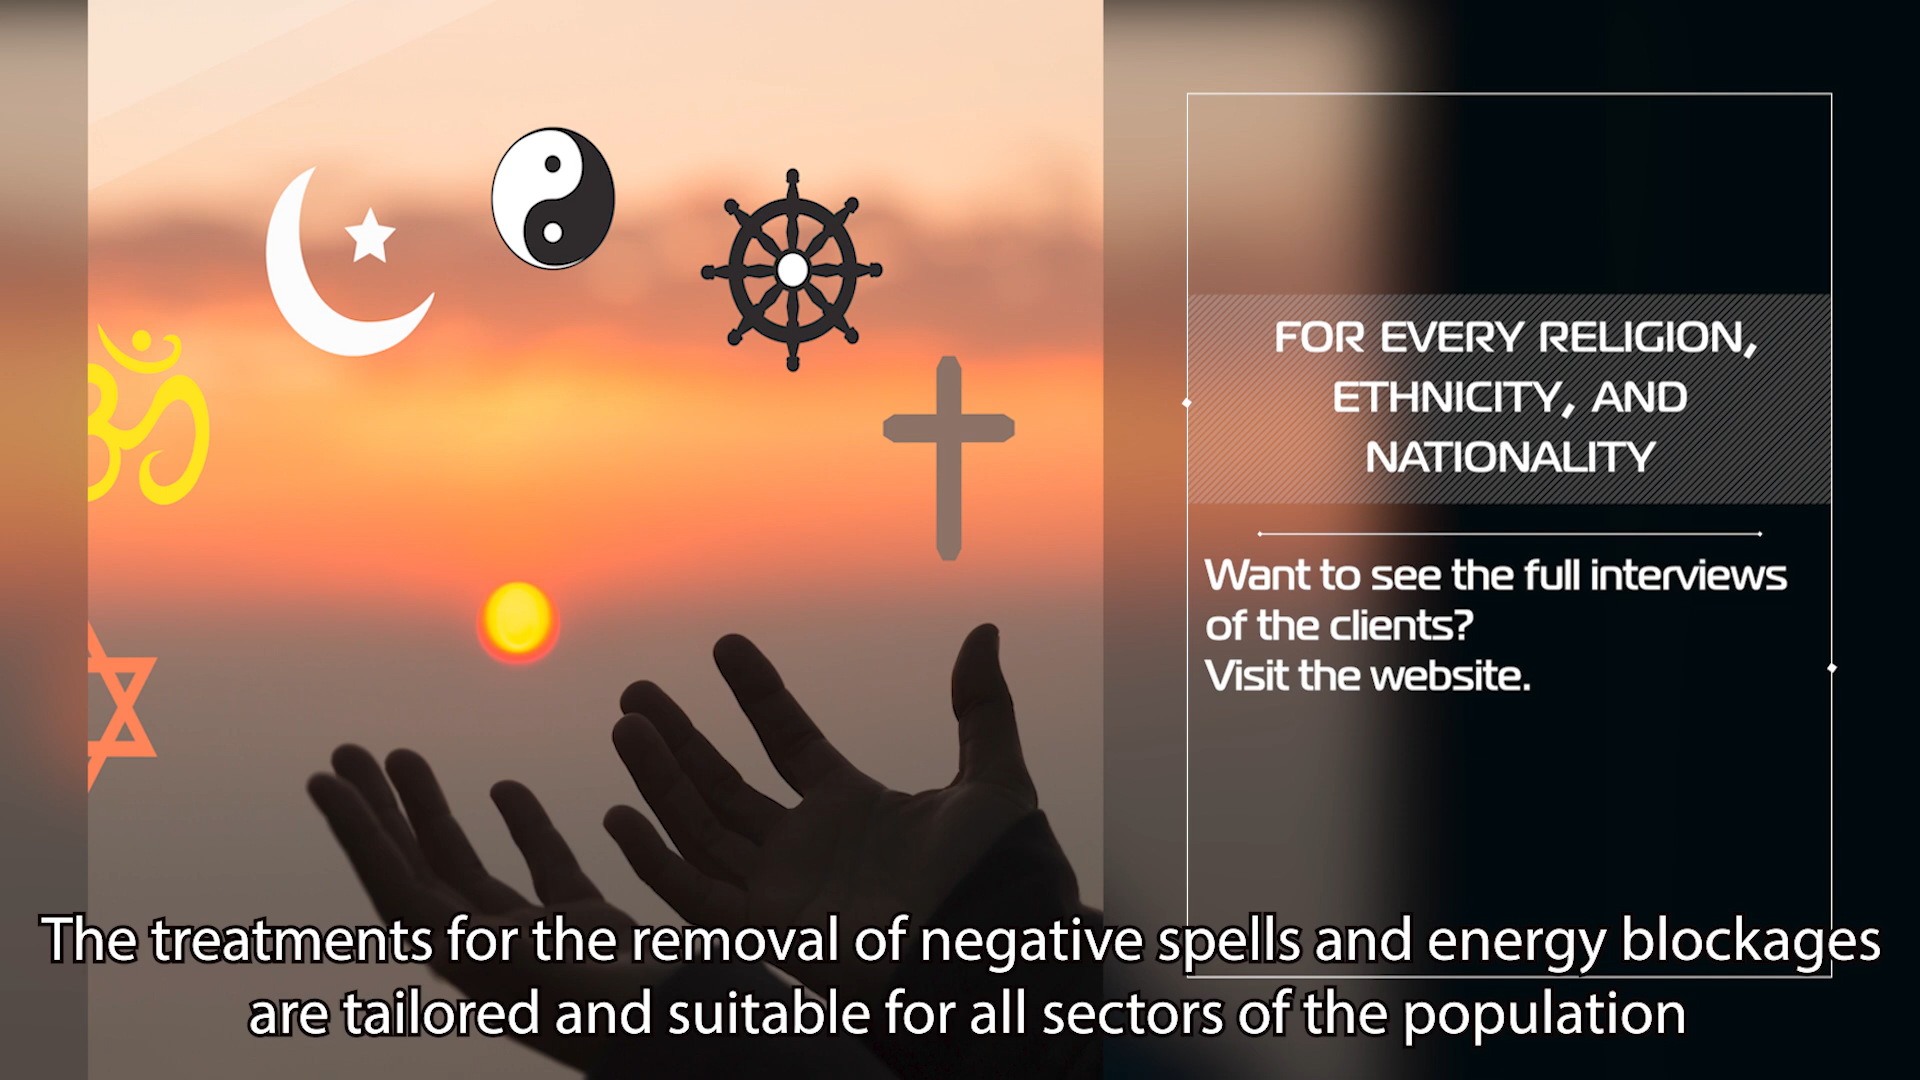 FOR EVERY RELIGION,
ETHNICITY, AND
NATIONALITY
Want to see the full interviews
of the clients?
Visit the website.
The treatments for the removal of negative spells and energy blockages
are tailored and suitable for all sectors of the population